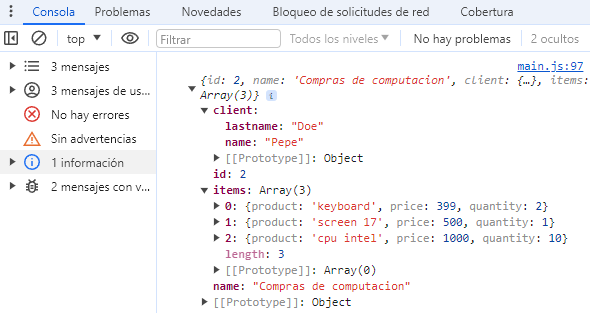 Consola Problemas Novedades Bloqueo de solicitudes de red Cobertura
top Filtrar Todos los niveles No hay problemas 2 ocultos
3 mensajes
3 mensajes de us...
No hay errores
Sin advertencias
1 información
2 mensajes con v...
main.js:97
{id: 2, name: 'Compras de computacion', client: {…}, items:
Array(3)}
client:
lastname: "Doe"
name: "Pepe"
[[Prototype]]: Object
id: 2
items: Array(3)
0: {product: 'keyboard', price: 399, quantity: 2}
1: {product: 'screen 17', price: 500, quantity: 1}
2: {product: 'cpu intel', price: 1000, quantity: 10}
length: 3
[[Prototype]]: Array(0)
name: "Compras de computacion"
[[Prototype]]: Object